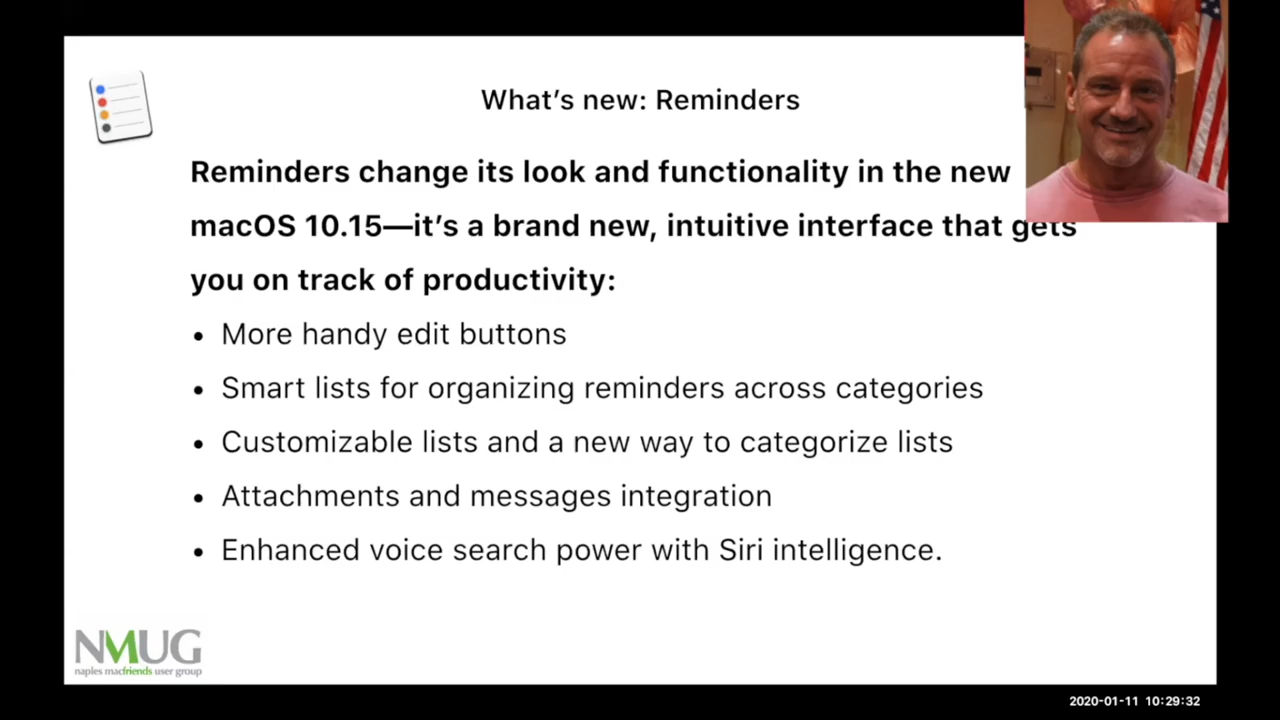 What's new: Reminders
Reminders change its look and functionality in the new
macOS 10.15—it's a brand new, intuitive interface that gets
you on track of productivity:
• More handy edit buttons
• Smart lists for organizing reminders across categories
• Customizable lists and a new way to categorize lists
• Attachments and messages integration
• Enhanced voice search power with Siri intelligence.
NMUG
naples macfriends user group
2020-01-11 10:29:32